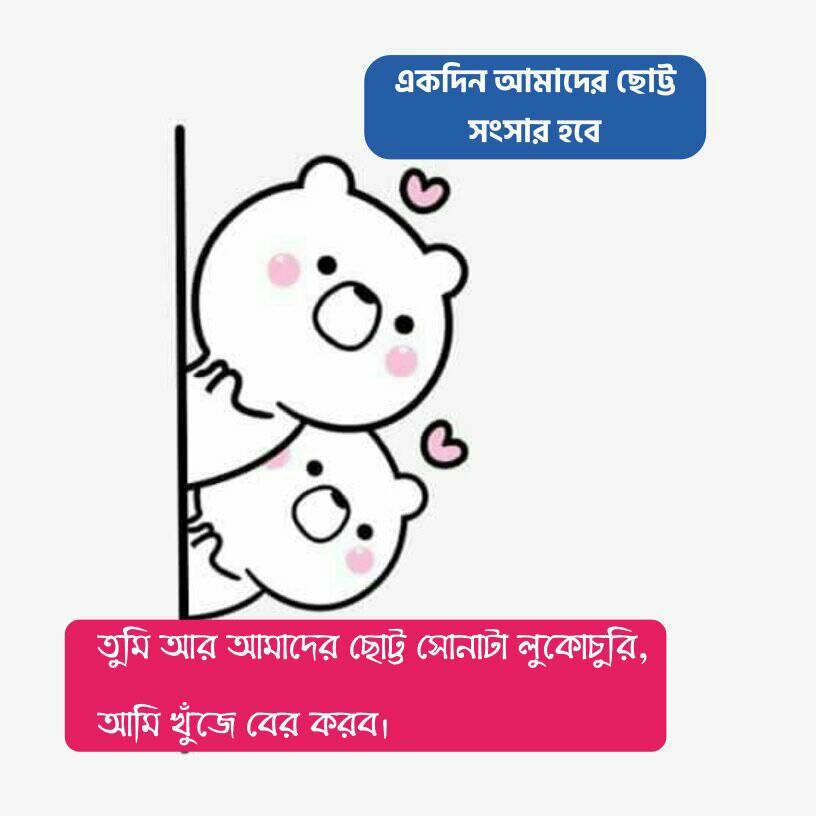 একদিন আমাদের ছোট্ট
সংসার হবে
তুমি আর আমাদের ছোট্ট সোনাটা লুকোচুরি,
আমি খুঁজে বের করব।